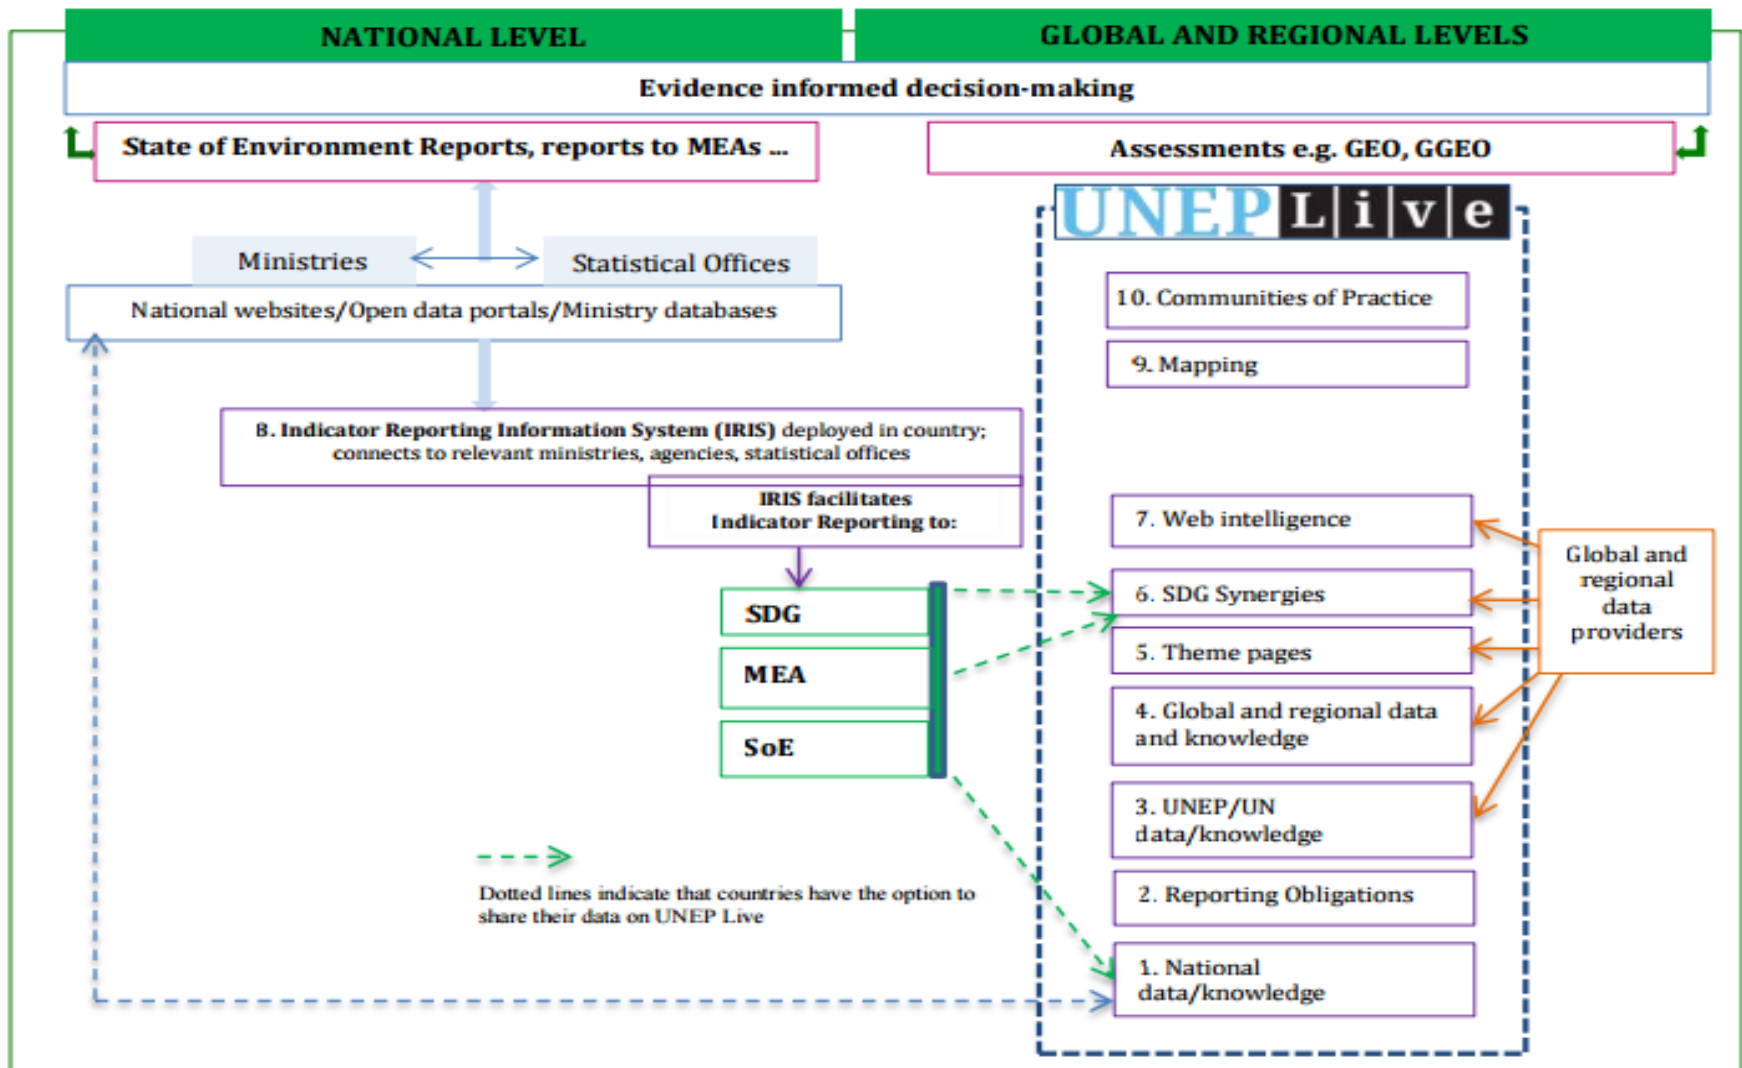 NATIONAL LEVEL
GLOBAL AND REGIONAL LEVELS
Evidence informed decision-making
State of Environment Reports, reports to MEAs ...
Assessments e.g. GEO, GGEO
UNEP Live
Ministries
Statistical Offices
National websites/Open data portals/Ministry databases
8. Indicator Reporting Information System (IRIS) deployed in country;
connects to relevant ministries, agencies, statistical offices
IRIS facilitates
Indicator Reporting to:
SDG
MEA
SoE
Dotted lines indicate that countries have the option to
share their data on UNEP Live
10. Communities of Practice
9. Mapping
7. Web intelligence
6. SDG Synergies
5. Theme pages
4. Global and regional data
and knowledge
3. UNEP/UN
data/knowledge
2. Reporting Obligations
1. National
data/knowledge
Global and
regional
data
providers